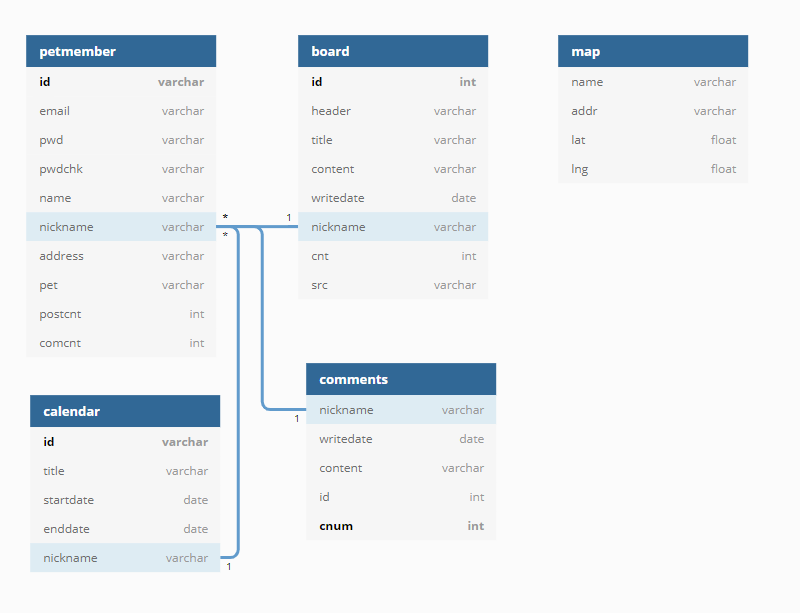 petmember
id varchar
email varchar
pwd varchar
pwdchk varchar
name varchar
nickname varchar
address varchar
pet varchar
postcnt int
comcnt int
*
*
1
board
id int
header varchar
title varchar
content varchar
writedate date
nickname varchar
cnt int
src varchar
map
name varchar
addr varchar
lat float
lng float
calendar
id varchar
title varchar
startdate date
enddate date
nickname varchar
1
comments
nickname varchar
writedate date
content varchar
id int
cnum int
1